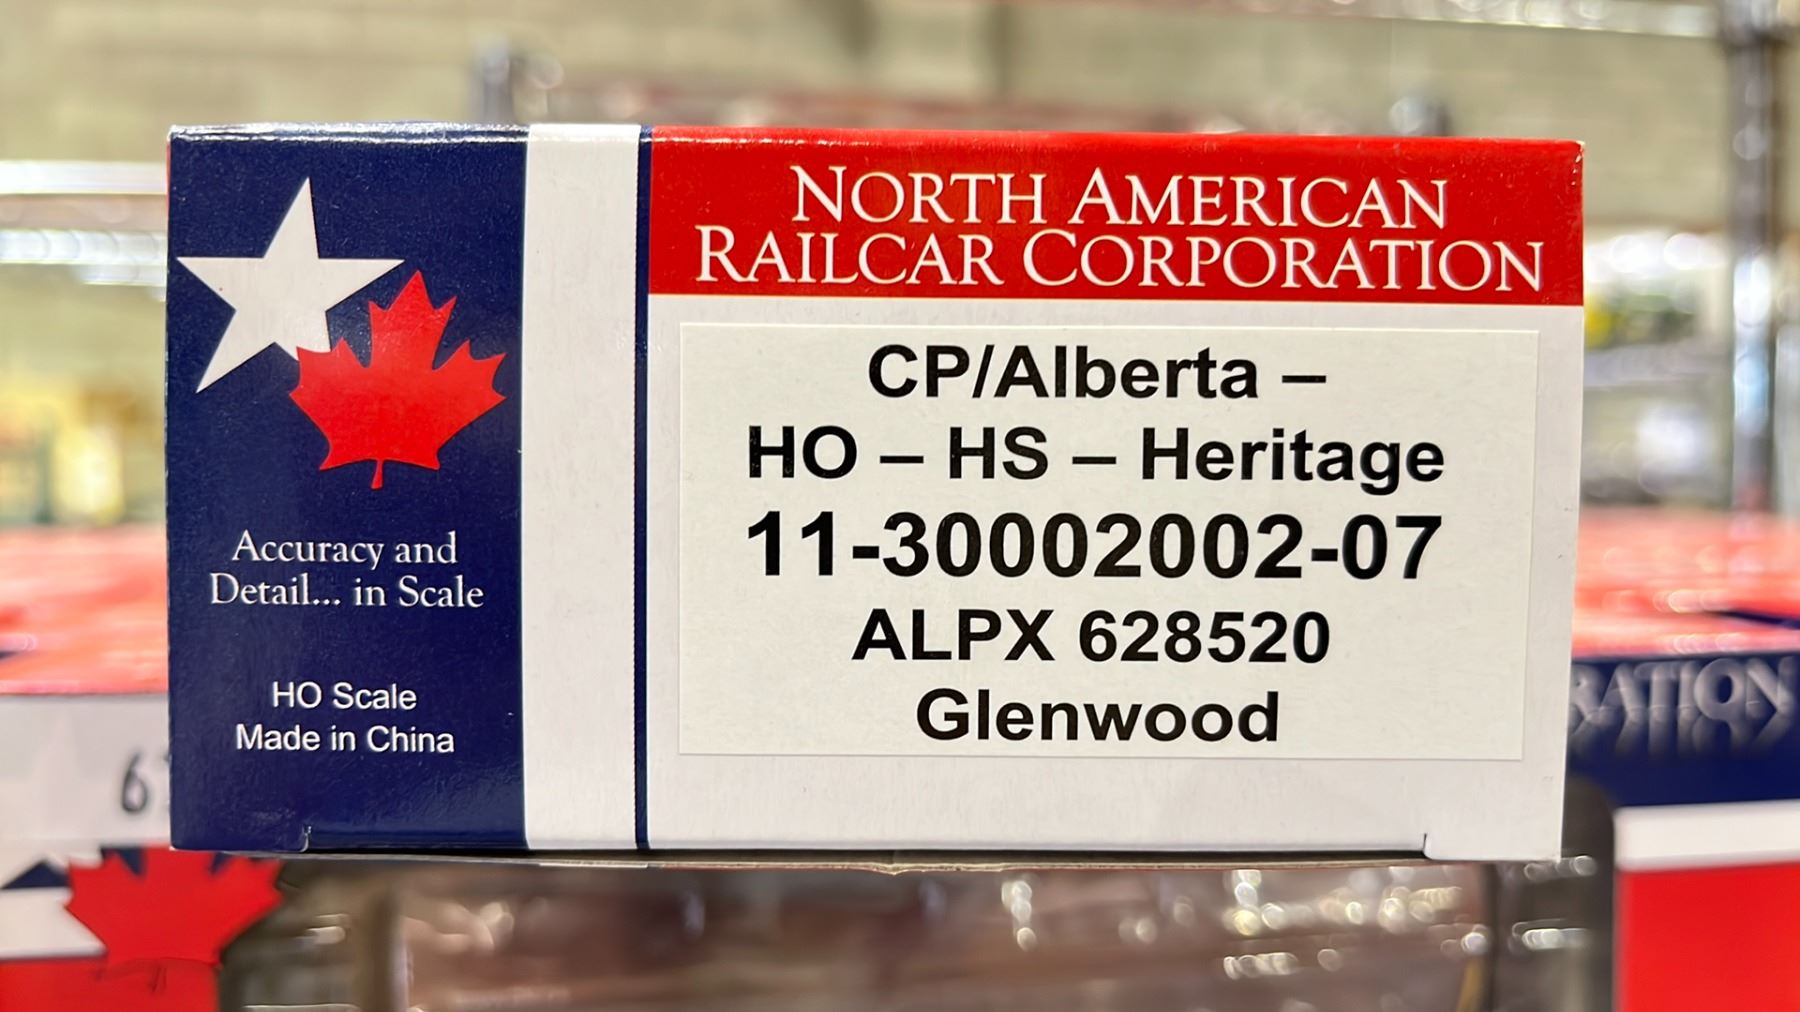 NORTH AMERICAN
RAILCAR CORPORATION
CP/Alberta –
HO – HS – Heritage
11-30002002-07
ALPX 628520
Glenwood
Accuracy and
Detail... in Scale
HO Scale
Made in China